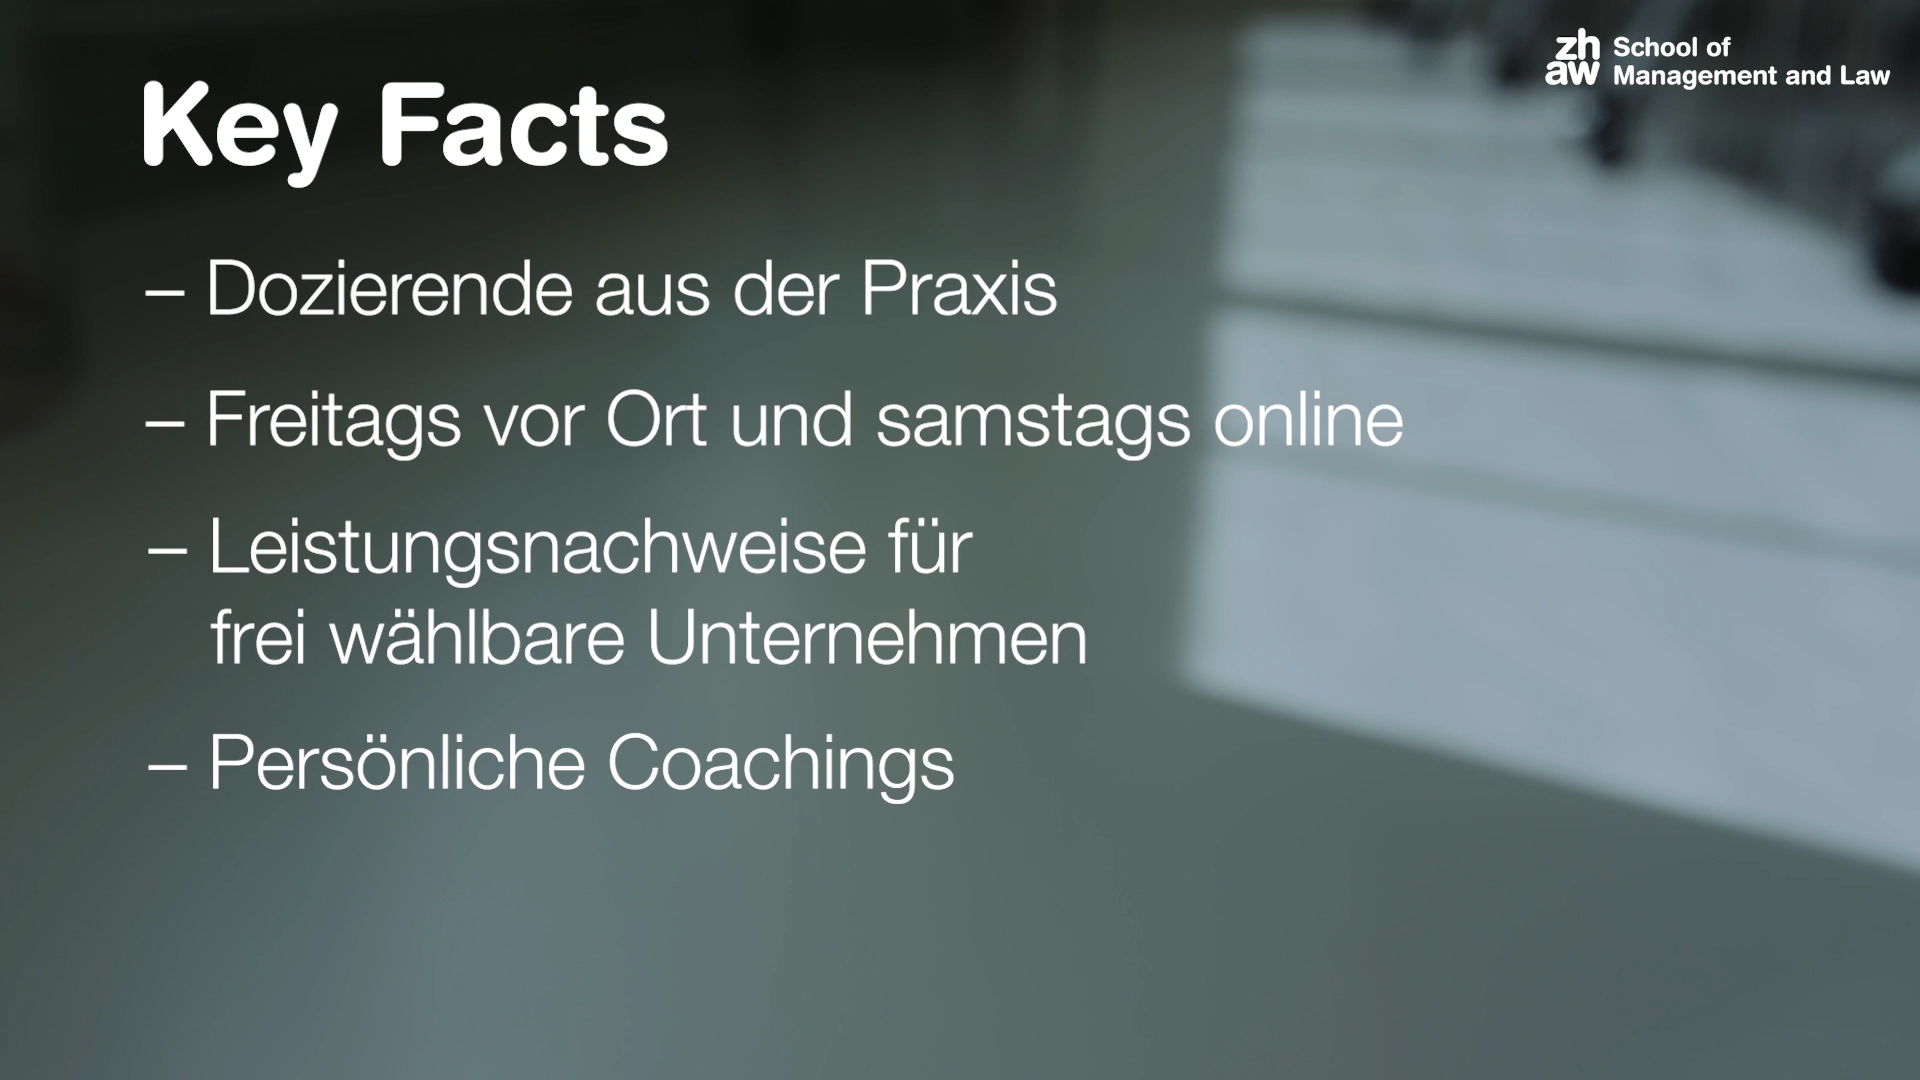 zh
aw
School of
Management and Law
Key Facts
– Dozierende aus der Praxis
– Freitags vor Ort und samstags online
– Leistungsnachweise für
frei wählbare Unternehmen
– Persönliche Coachings